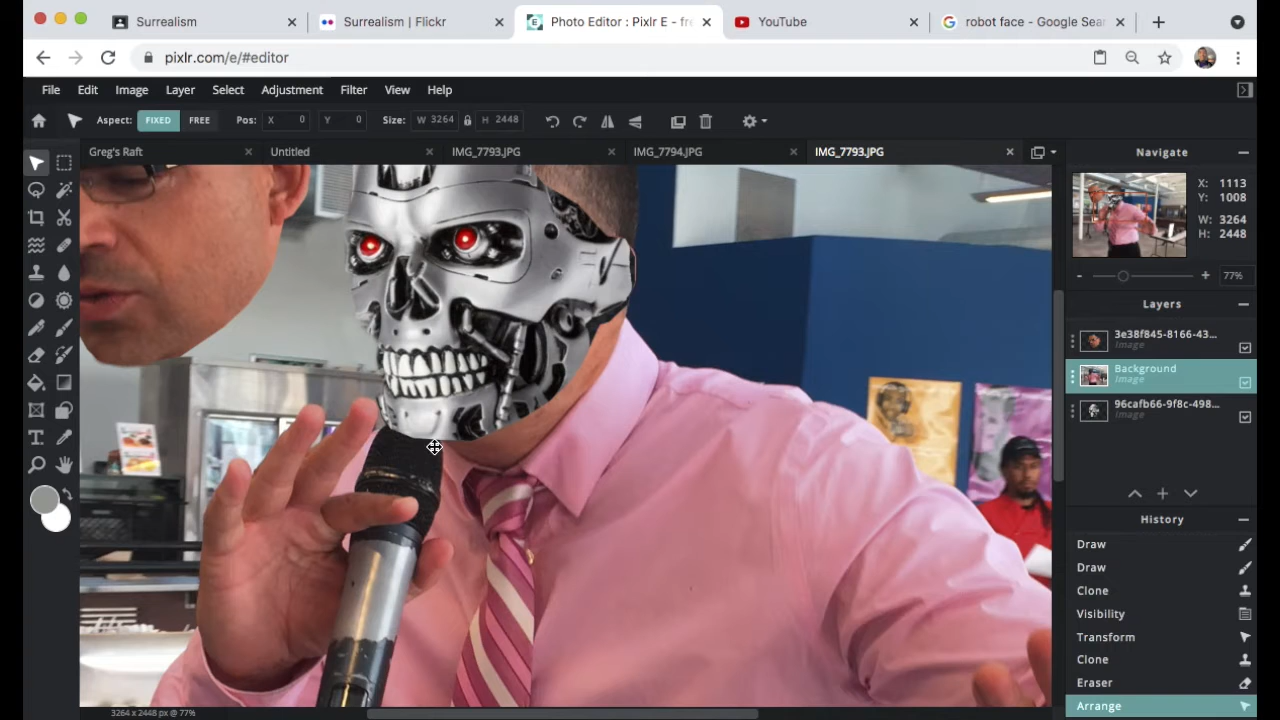 Surrealism
Surrealism | Flickr
Photo Editor : Pixlr E - fre
YouTube
robot face - Google Sear
pixlr.com/e/#editor
File Edit Image Layer Select Adjustment Filter View Help
Aspect: FIXED FREE Pos: X 0 Y 0 Size: W 3264 H 2448
Greg's Raft
Untitled
IMG_7793.JPG
IMG_7794.JPG
IMG_7793.JPG
Navigate
X: 1113
Y: 1008
W: 3264
H: 2448
77%
Layers
3e38f845-8166-43...
Image
Background
Image
96cafb66-9f8c-498...
Image
History
Draw
Draw
Clone
Visibility
Transform
Clone
Eraser
Arrange
3264 x 2448 px @ 77%